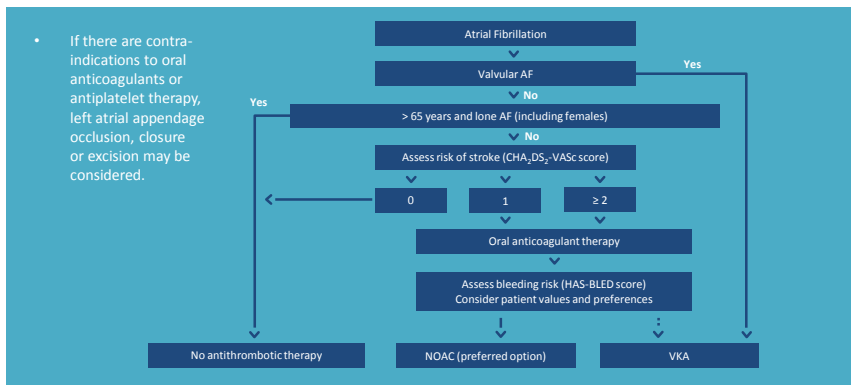 • If there are contra-
indications to oral
anticoagulants or
antiplatelet therapy,
left atrial appendage
occlusion, closure
or excision may be
considered.
Atrial Fibrillation
Valvular AF
Yes
No
Yes
> 65 years and lone AF (including females)
No
Assess risk of stroke (CHA₂DS₂-VASc score)
0
1
≥ 2
Oral anticoagulant therapy
Assess bleeding risk (HAS-BLED score)
Consider patient values and preferences
No antithrombotic therapy
NOAC (preferred option)
VKA